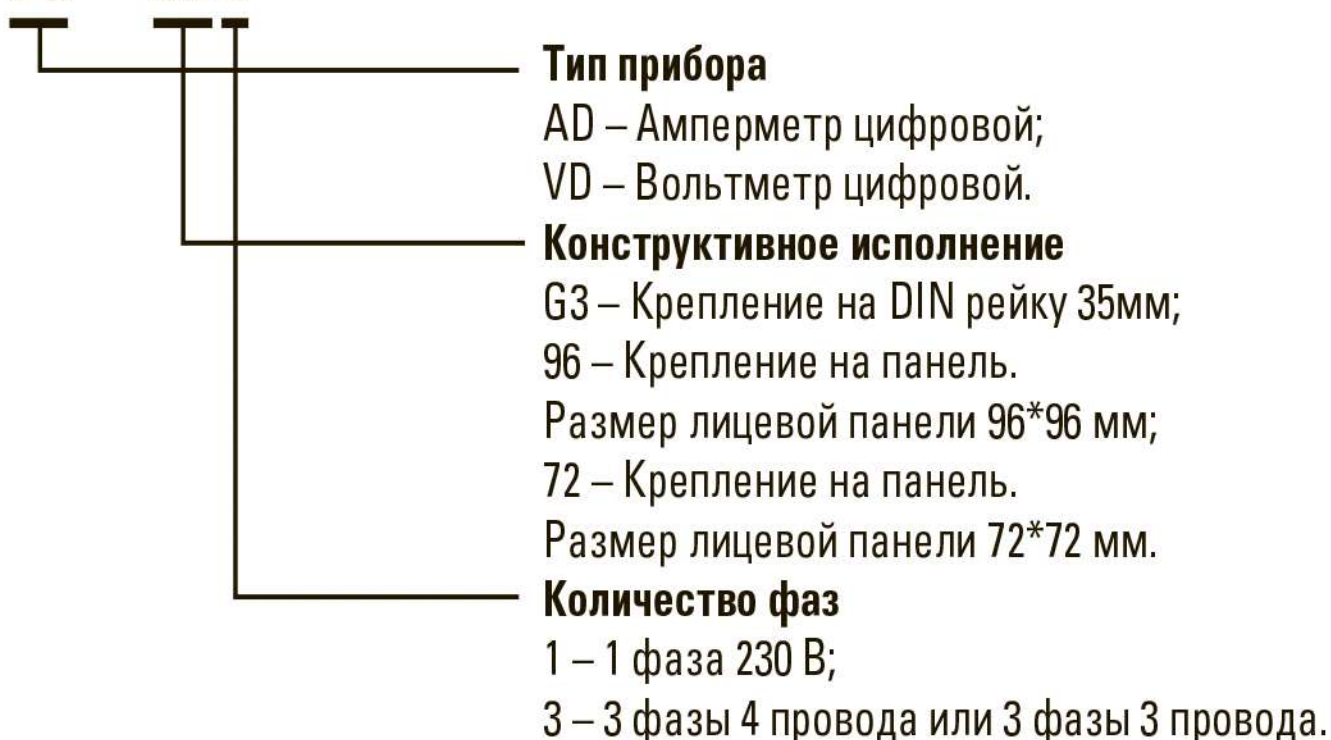 Тип прибора
AD – Амперметр цифровой;
VD – Вольтметр цифровой.
Конструктивное исполнение
G3 – Крепление на DIN рейку 35мм;
96 – Крепление на панель.
Размер лицевой панели 96*96 мм;
72 – Крепление на панель.
Размер лицевой панели 72*72 мм.
Количество фаз
1 – 1 фаза 230 В;
3 – 3 фазы 4 провода или 3 фазы 3 провода.